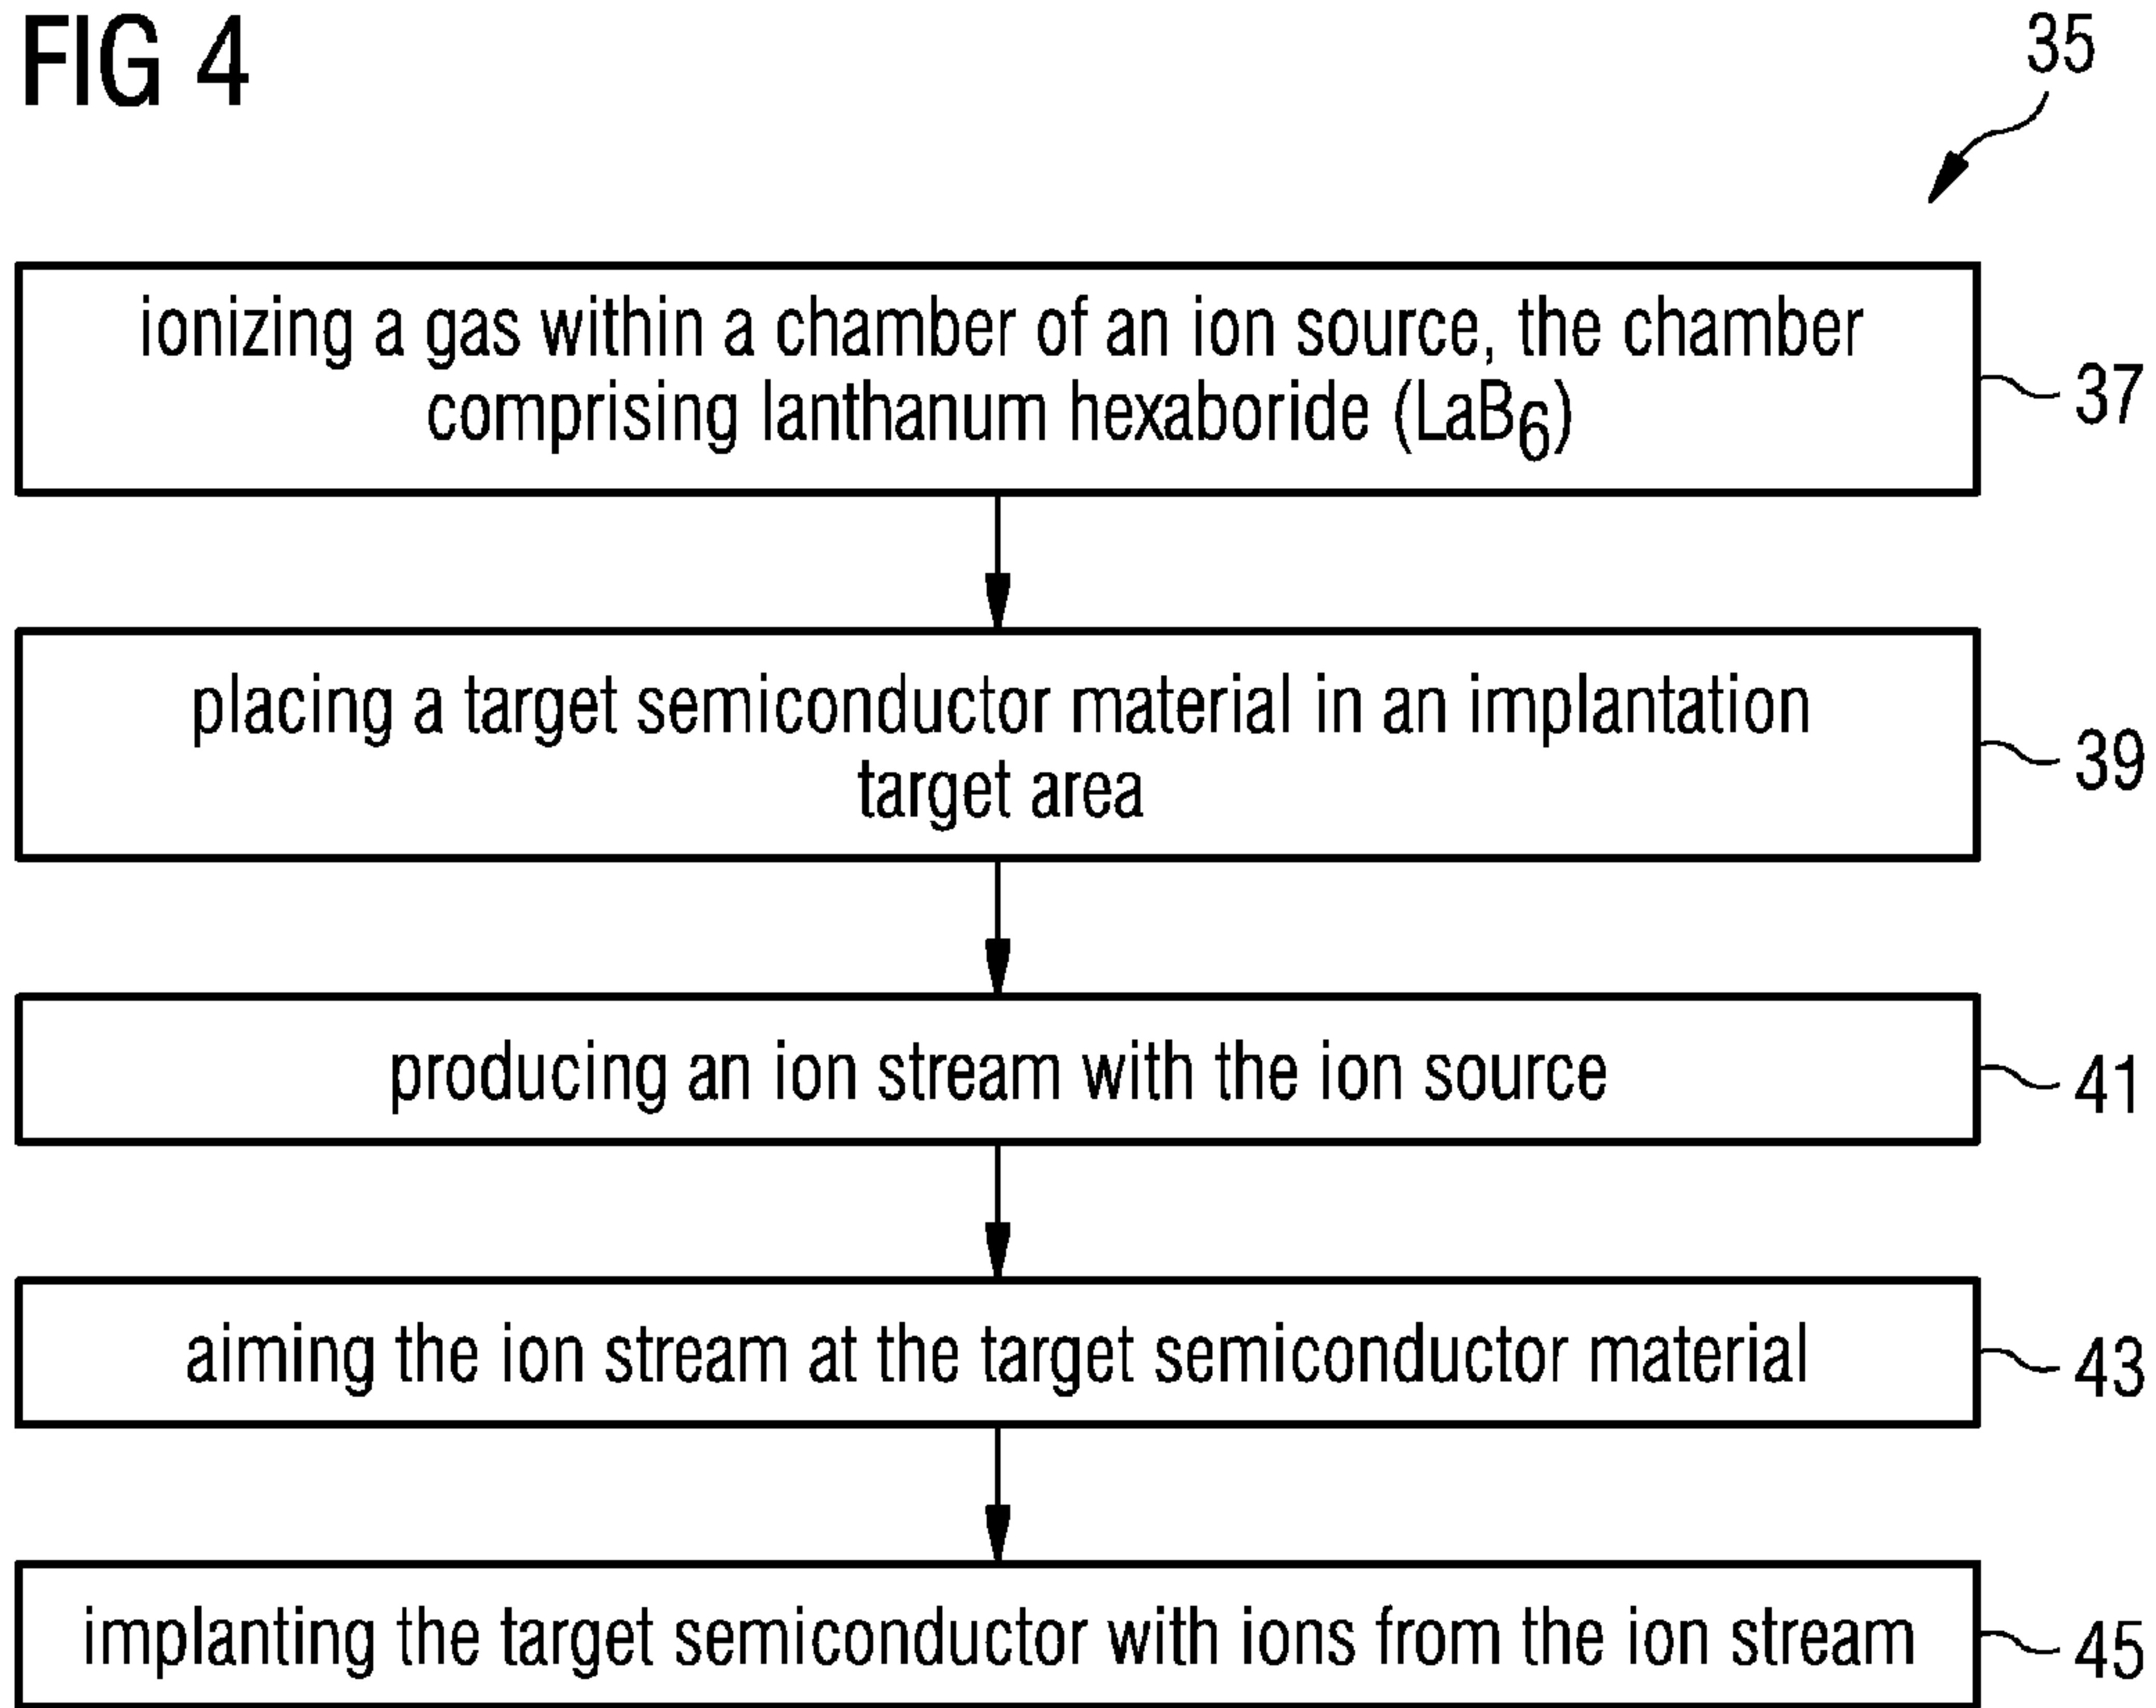 FIG 4
35
ionizing a gas within a chamber of an ion source, the chamber
comprising lanthanum hexaboride (LaB6)
37
placing a target semiconductor material in an implantation
target area
39
producing an ion stream with the ion source
41
aiming the ion stream at the target semiconductor material
43
implanting the target semiconductor with ions from the ion stream
45